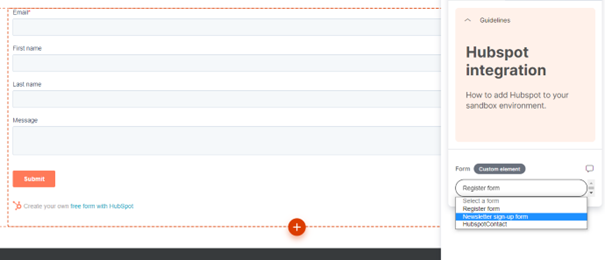 Email*
First name
Last name
Message
Submit
Create your own free form with HubSpot
Guidelines
Hubspot
integration
How to add Hubspot to your
sandbox environment.
Form Custom element
Register form
Select a form
Register form
Newsletter sign-up form
HubspotContact